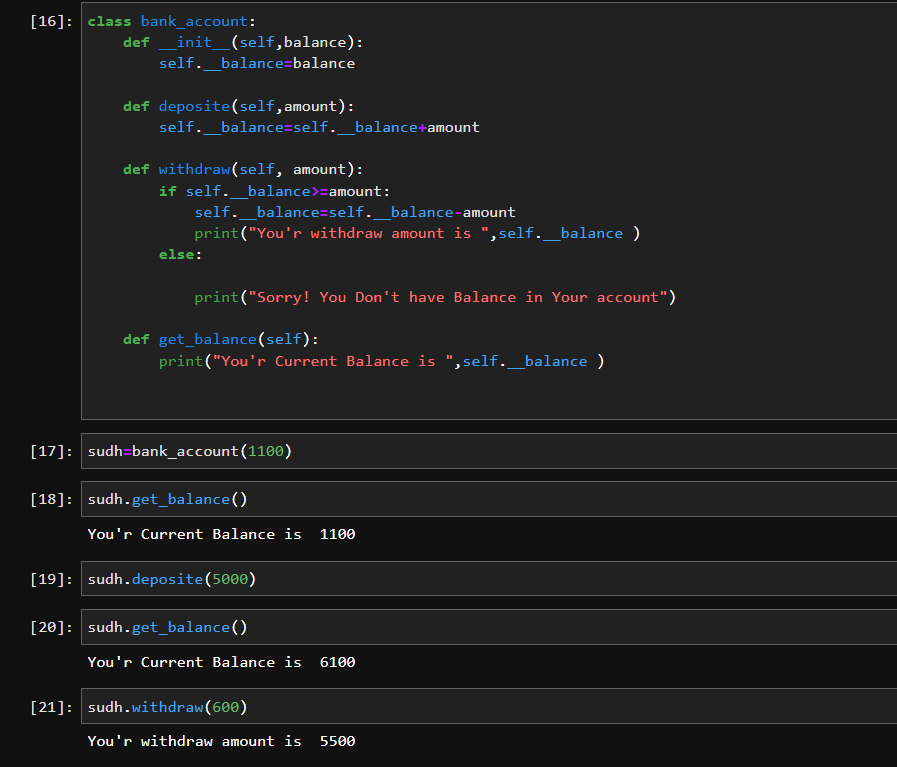 [16]: class bank_account:
    def __init__(self,balance):
        self.__balance=balance
    def deposite(self,amount):
        self.__balance=self.__balance+amount
    def withdraw(self, amount):
        if self.__balance>=amount:
            self.__balance=self.__balance-amount
            print("You'r withdraw amount is ",self.__balance )
        else:
            print("Sorry! You Don't have Balance in Your account")
    def get_balance(self):
        print("You'r Current Balance is ",self.__balance )
[17]: sudh=bank_account(1100)
[18]: sudh.get_balance()
You'r Current Balance is  1100
[19]: sudh.deposite(5000)
[20]: sudh.get_balance()
You'r Current Balance is  6100
[21]: sudh.withdraw(600)
You'r withdraw amount is  5500